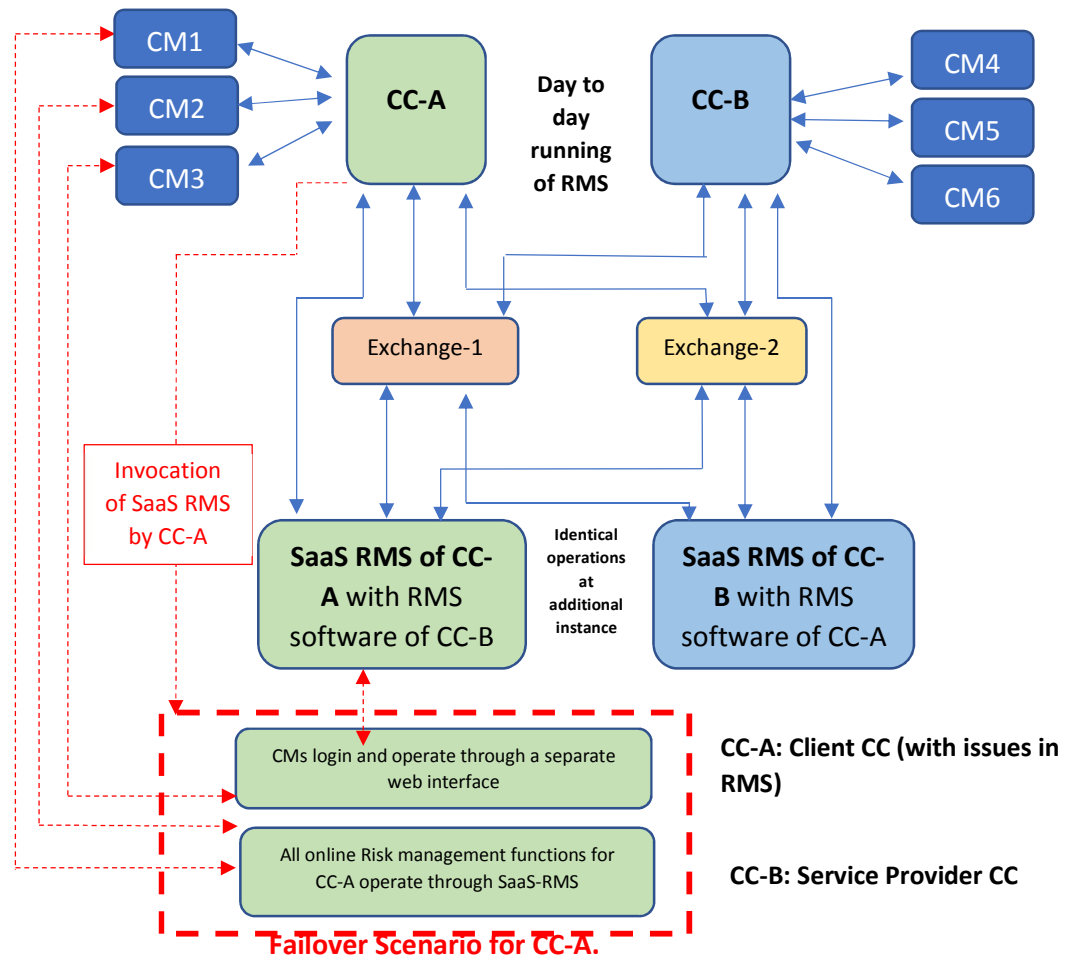 CM1
CM2
CM3
CC-A
Day to
day
running
of RMS
CC-B
CM4
CM5
CM6
Exchange-1
Exchange-2
Invocation
of SaaS RMS
by CC-A
SaaS RMS of CC-
A with RMS
software of CC-B
Identical
operations
at
additional
instance
SaaS RMS of CC-
B with RMS
software of CC-A
CMs login and operate through a separate
web interface
All online Risk management functions for
CC-A operate through SaaS-RMS
Failover Scenario for CC-A.
CC-A: Client CC (with issues in
RMS)
CC-B: Service Provider CC